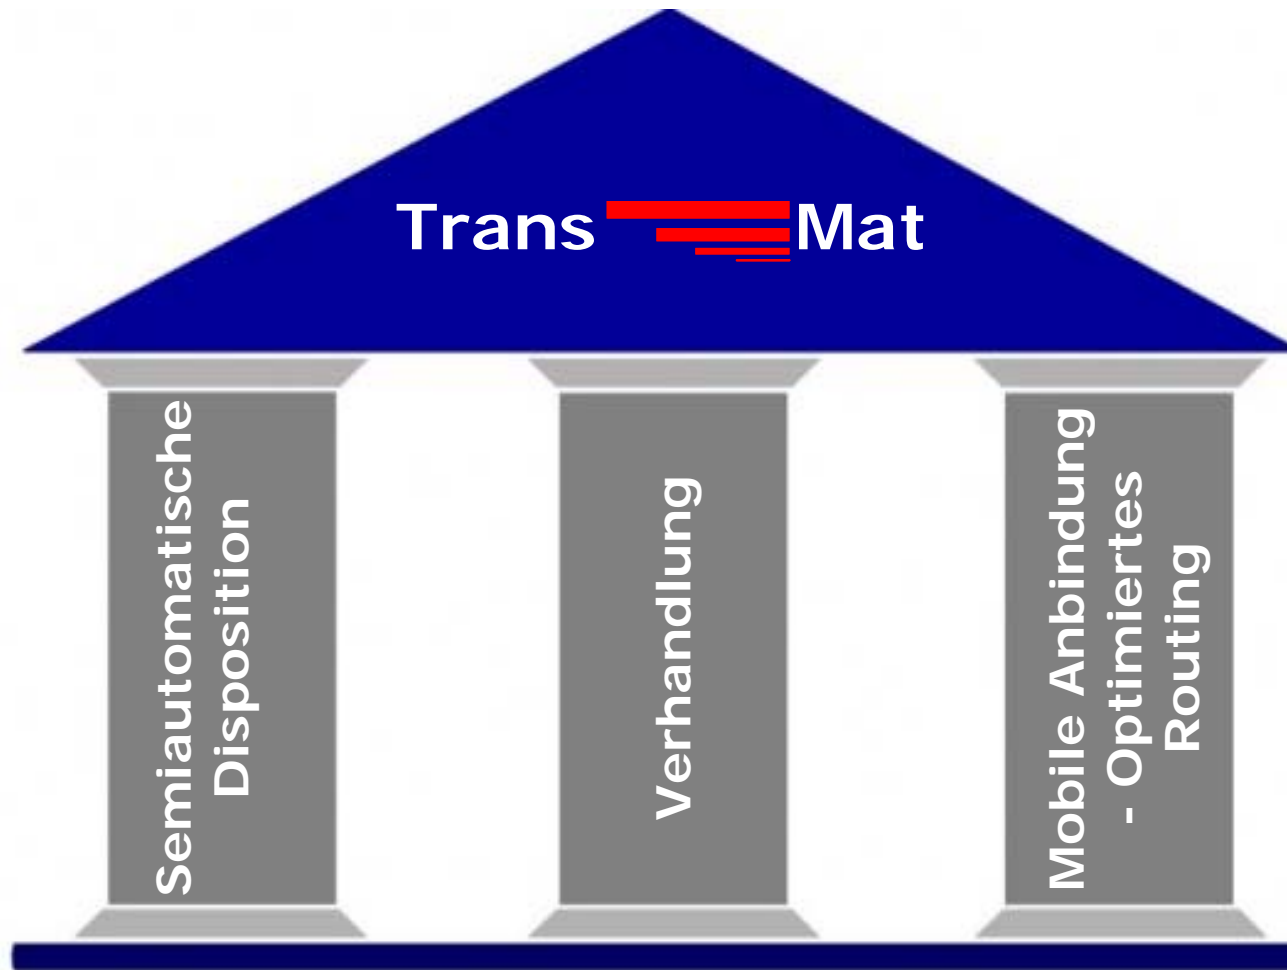 Trans Mat
Semiautomatische
Disposition
Verhandlung
Mobile Anbindung
- Optimiertes
Routing